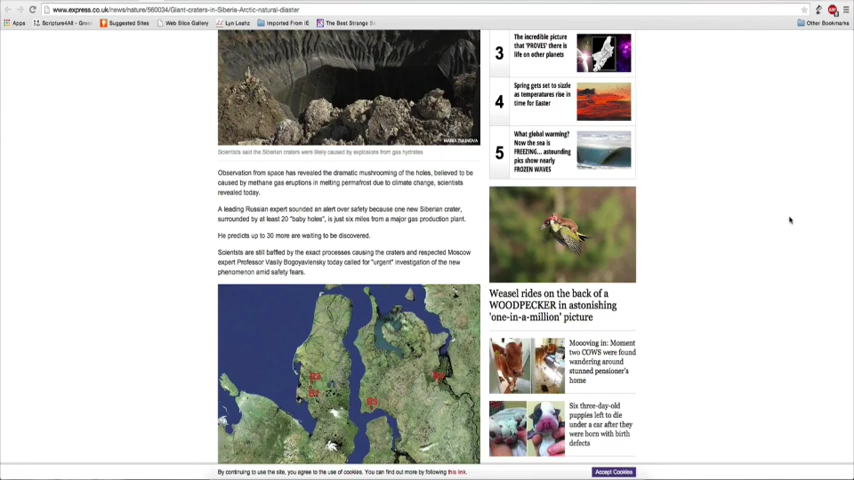 www.express.co.uk/news/nature/560034/Giant-craters-in-Siberia-Arctic-natural-diaster
Apps
Scripture4All - Gree
Suggested Sites
Web Slice Gallery
Lyn Leahz
Imported From IE
The Best Strange S
Other Bookmarks
Scientists said the Siberian craters were likely caused by explosions from gas hydrates
Observation from space has revealed the dramatic mushrooming of the holes, believed to be
caused by methane gas eruptions in melting permafrost due to climate change, scientists
revealed today.
A leading Russian expert sounded an alert over safety because one new Siberian crater,
surrounded by at least 20 "baby holes", is just six miles from a major gas production plant.
He predicts up to 30 more are waiting to be discovered.
Scientists are still baffled by the exact processes causing the craters and respected Moscow
expert Professor Vasily Bogoyavlensky today called for "urgent" investigation of the new
phenomenon amid safety fears.
3
The incredible picture
that 'PROVES' there is
life on other planets
4
Spring gets set to sizzle
as temperatures rise in
time for Easter
5
What global warming?
Now the sea is
FREEZING... astounding
pics show nearly
FROZEN WAVES
Weasel rides on the back of a
WOODPECKER in astonishing
'one-in-a-million' picture
Moooving in: Moment
two COWS were found
wandering around
stunned pensioner's
home
Six three-day-old
puppies left to die
under a car after they
were born with birth
defects
By continuing to use the site, you agree to the use of cookies. You can find out more by following this link.
Accept Cookies